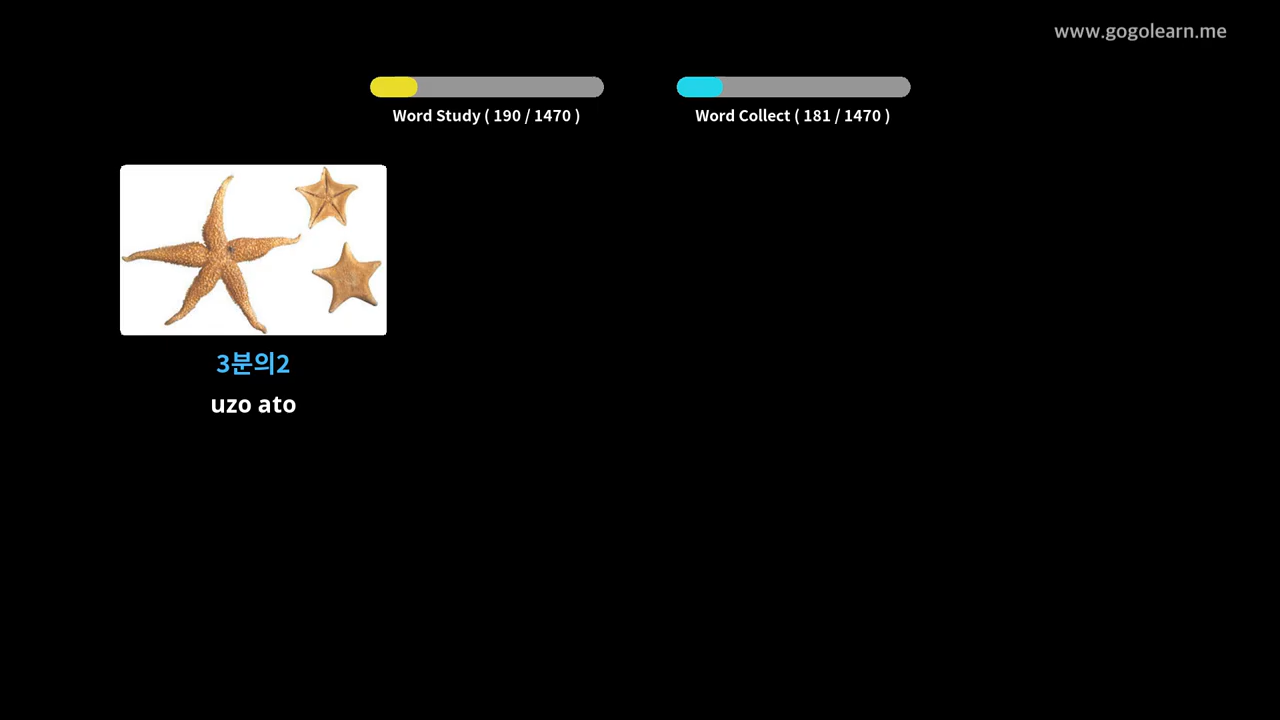 www.gogolearn.me
Word Study ( 190 / 1470 )
Word Collect ( 181 / 1470 )
3분의2
uzo ato